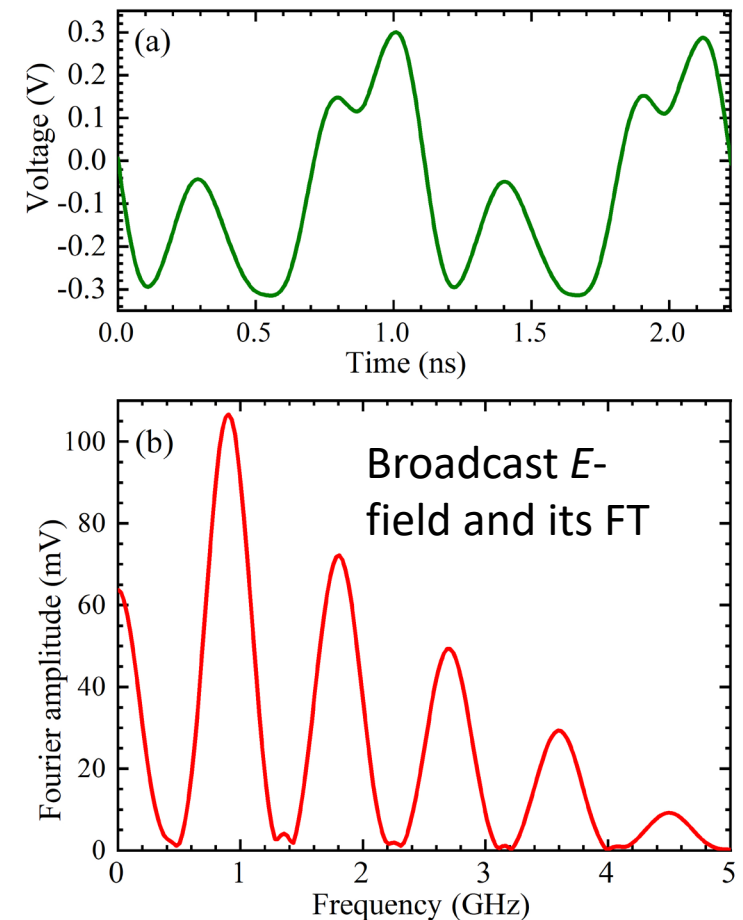 (a)
Voltage (V)
0.3
0.2
0.1
0.0
-0.1
-0.2
-0.3
0.0 0.5 1.0 1.5 2.0
Time (ns)
(b)
Broadcast E-
field and its FT
Fourier amplitude (mV)
100
80
60
40
20
0
0 1 2 3 4 5
Frequency (GHz)